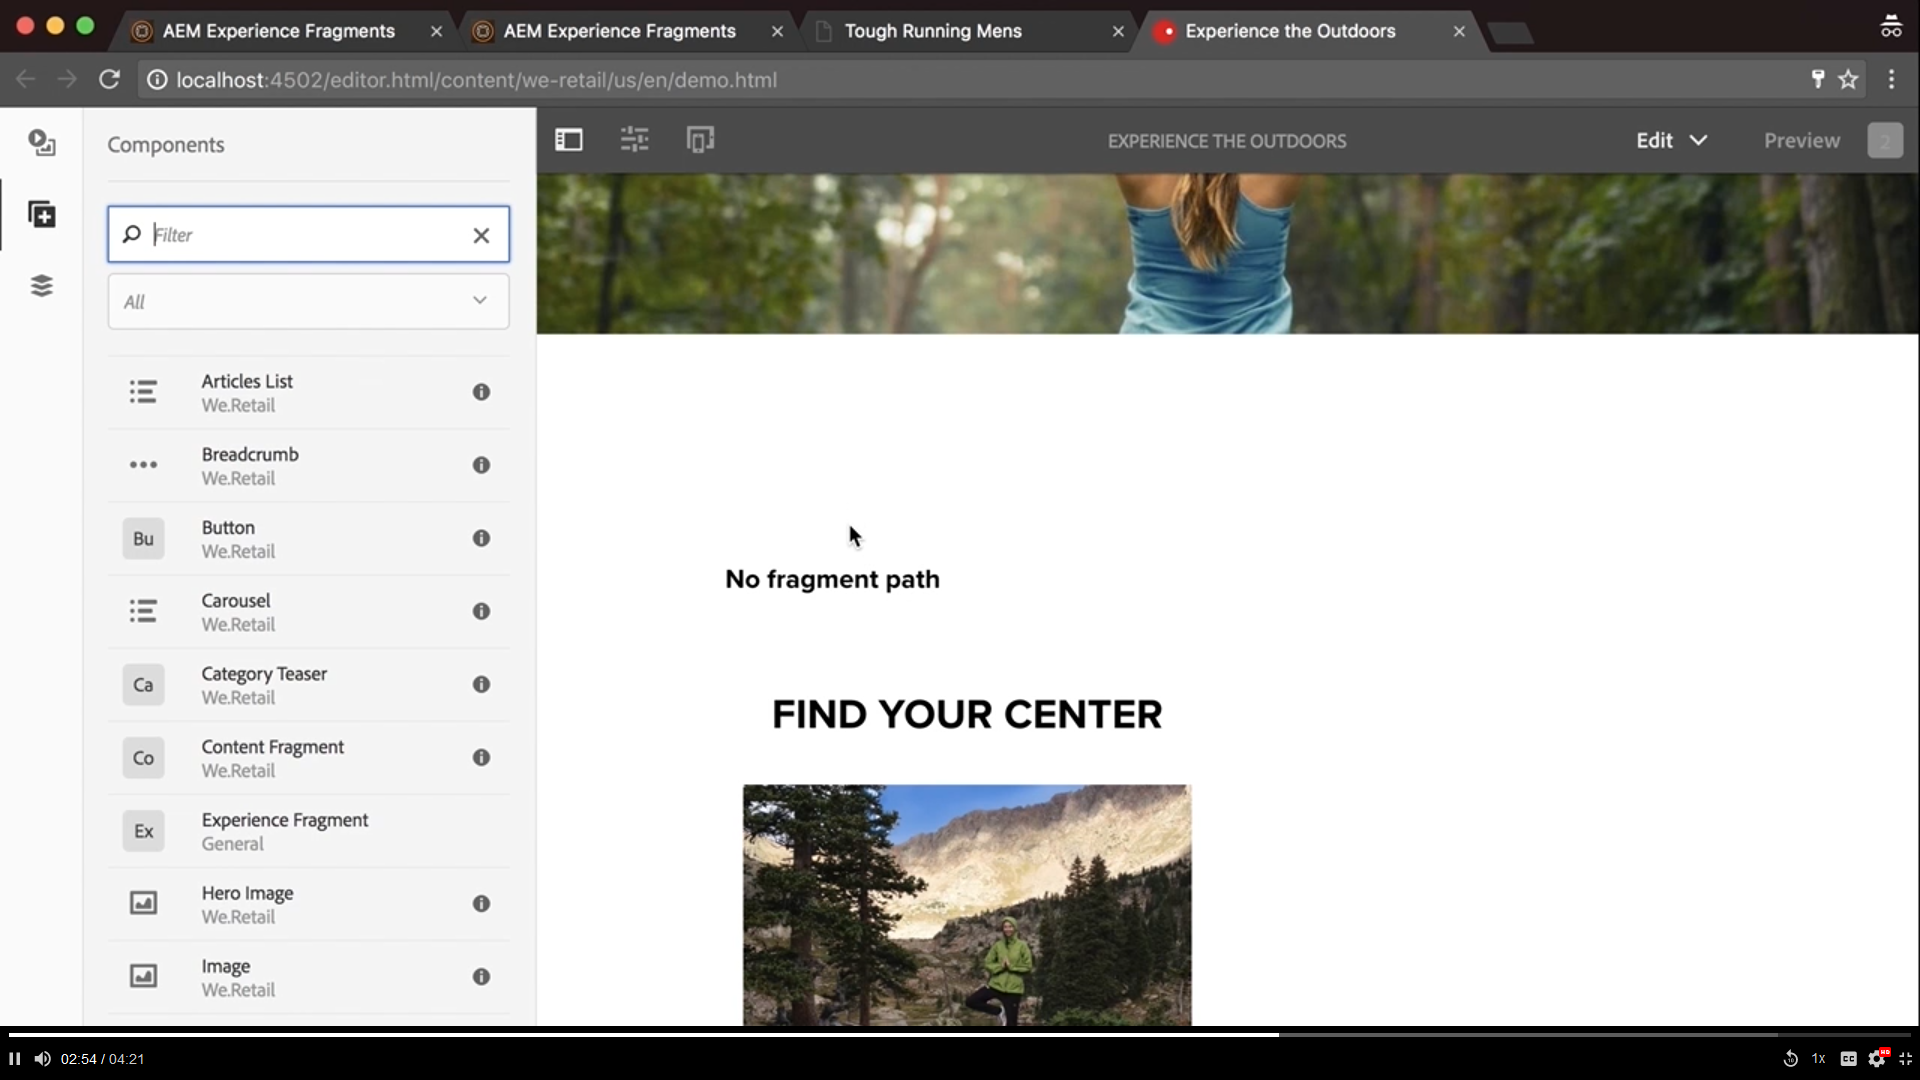 AEM Experience Fragments
AEM Experience Fragments
Tough Running Mens
Experience the Outdoors
localhost:4502/editor.html/content/we-retail/us/en/demo.html
Components
EXPERIENCE THE OUTDOORS
Edit
Preview
2
Filter
All
Articles List
We.Retail
Breadcrumb
We.Retail
Bu
Button
We.Retail
Carousel
We.Retail
Ca
Category Teaser
We.Retail
Co
Content Fragment
We.Retail
Ex
Experience Fragment
General
Hero Image
We.Retail
Image
We.Retail
No fragment path
FIND YOUR CENTER
02:54 / 04:21
1x
CC
HD